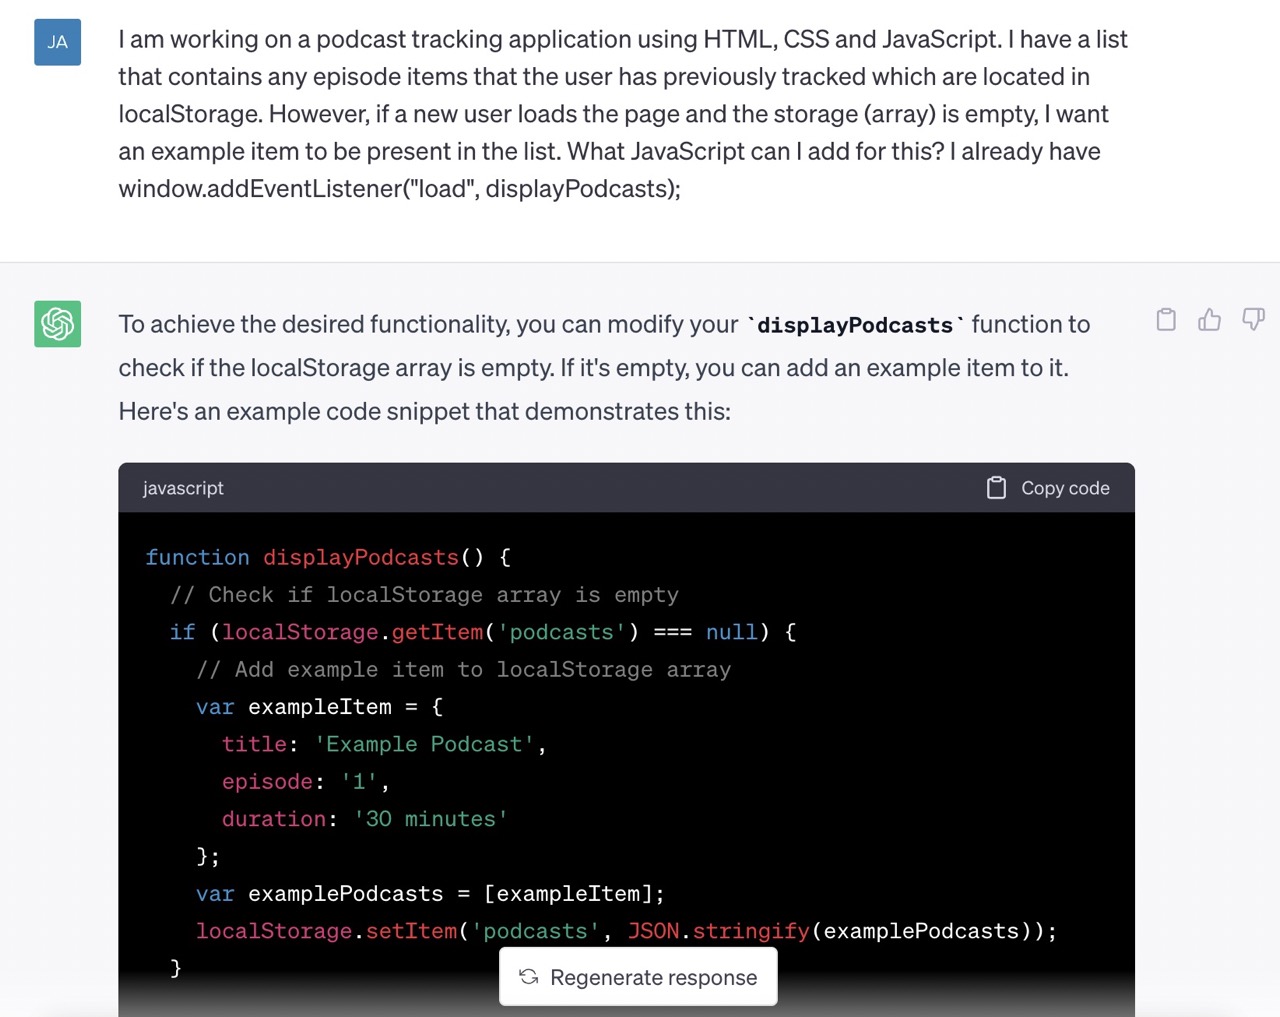 JA
I am working on a podcast tracking application using HTML, CSS and JavaScript. I have a list
that contains any episode items that the user has previously tracked which are located in
localStorage. However, if a new user loads the page and the storage (array) is empty, I want
an example item to be present in the list. What JavaScript can I add for this? I already have
window.addEventListener("load", displayPodcasts);
To achieve the desired functionality, you can modify your `displayPodcasts` function to
check if the localStorage array is empty. If it's empty, you can add an example item to it.
Here's an example code snippet that demonstrates this:
javascript Copy code
function displayPodcasts() {
  // Check if localStorage array is empty
  if (localStorage.getItem('podcasts') === null) {
    // Add example item to localStorage array
    var exampleItem = {
      title: 'Example Podcast',
      episode: '1',
      duration: '30 minutes'
    };
    var examplePodcasts = [exampleItem];
    localStorage.setItem('podcasts', JSON.stringify(examplePodcasts));
  }
Regenerate response